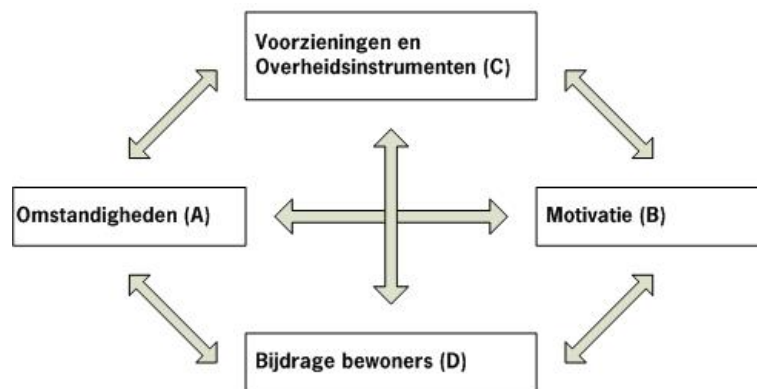 Voorzieningen en
Overheidsinstrumenten (C)
Omstandigheden (A)
Motivatie (B)
Bijdrage bewoners (D)